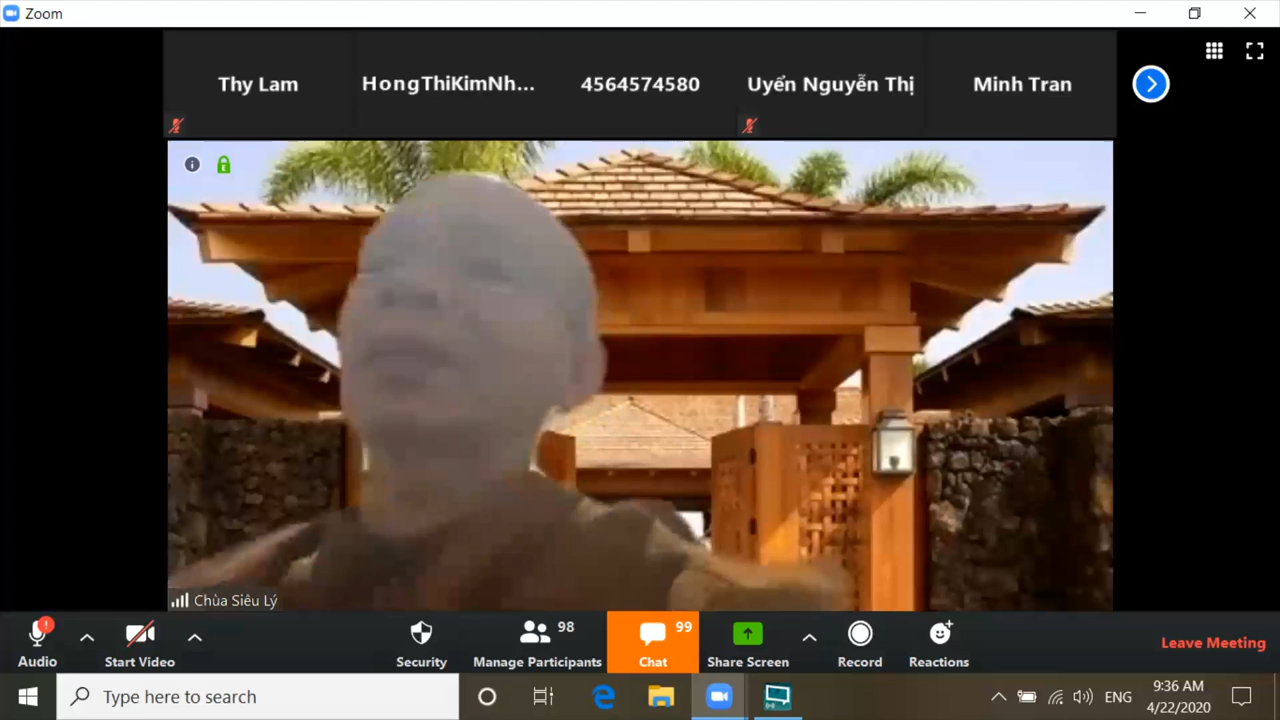 Zoom
Thy Lam
HongThiKimNh...
4564574580
Uyển Nguyễn Thị
Minh Tran
Chùa Siêu Lý
98
99
Audio
Start Video
Security
Manage Participants
Chat
Share Screen
Record
Reactions
Leave Meeting
Type here to search
ENG
9:36 AM
4/22/2020